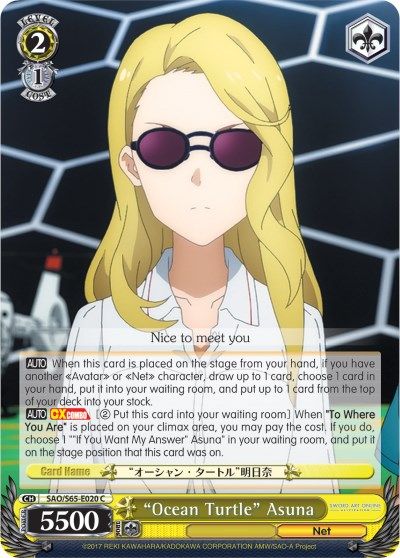 LEVEL
2
1
COST
Nice to meet you
AUTO When this card is placed on the stage from your hand, if you have
another «Avatar» or «Net» character, draw up to 1 card, choose 1 card in
your hand, put it into your waiting room, and put up to 1 card from the top
of your deck into your stock.
AUTO CXCOMBO [② Put this card into your waiting room] When "To Where
You Are" is placed on your climax area, you may pay the cost. If you do,
choose 1 ""If You Want My Answer" Asuna" in your waiting room, and put it
on the stage position that this card was on.
Card Name
“オーシャン・タートル”明日奈
CH SAO/S65-E020 C
POWER
5500
SOUL
“Ocean Turtle” Asuna
SWORD ART ONLINE
Net
©2017 REKI KAWAHARA/KADOKAWA CORPORATION AMW/SAO-A Project